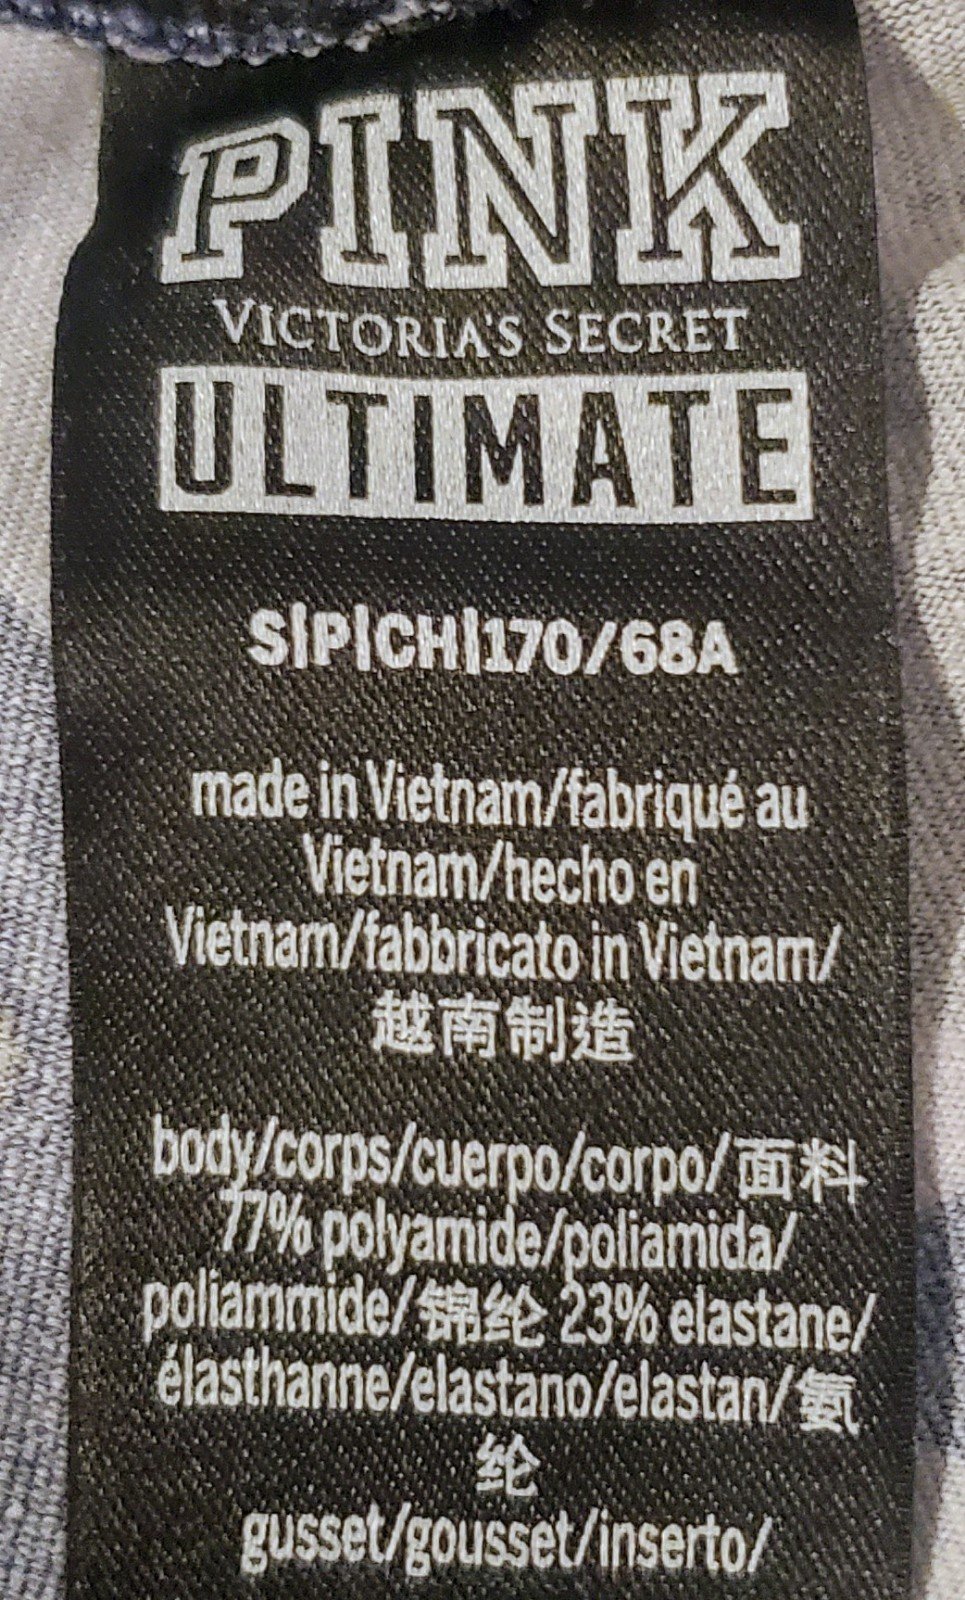 PINK
VICTORIA'S SECRET
ULTIMATE
S|P|CH|170/68A
made in Vietnam/fabriqué au
Vietnam/hecho en
Vietnam/fabbricato in Vietnam/
越南制造
body/corps/cuerpo/corpo/面料
77% polyamide/poliamida/
poliammide/锦纶 23% elastane/
élasthanne/elastano/elastan/氨
纶
gusset/gousset/inserto/